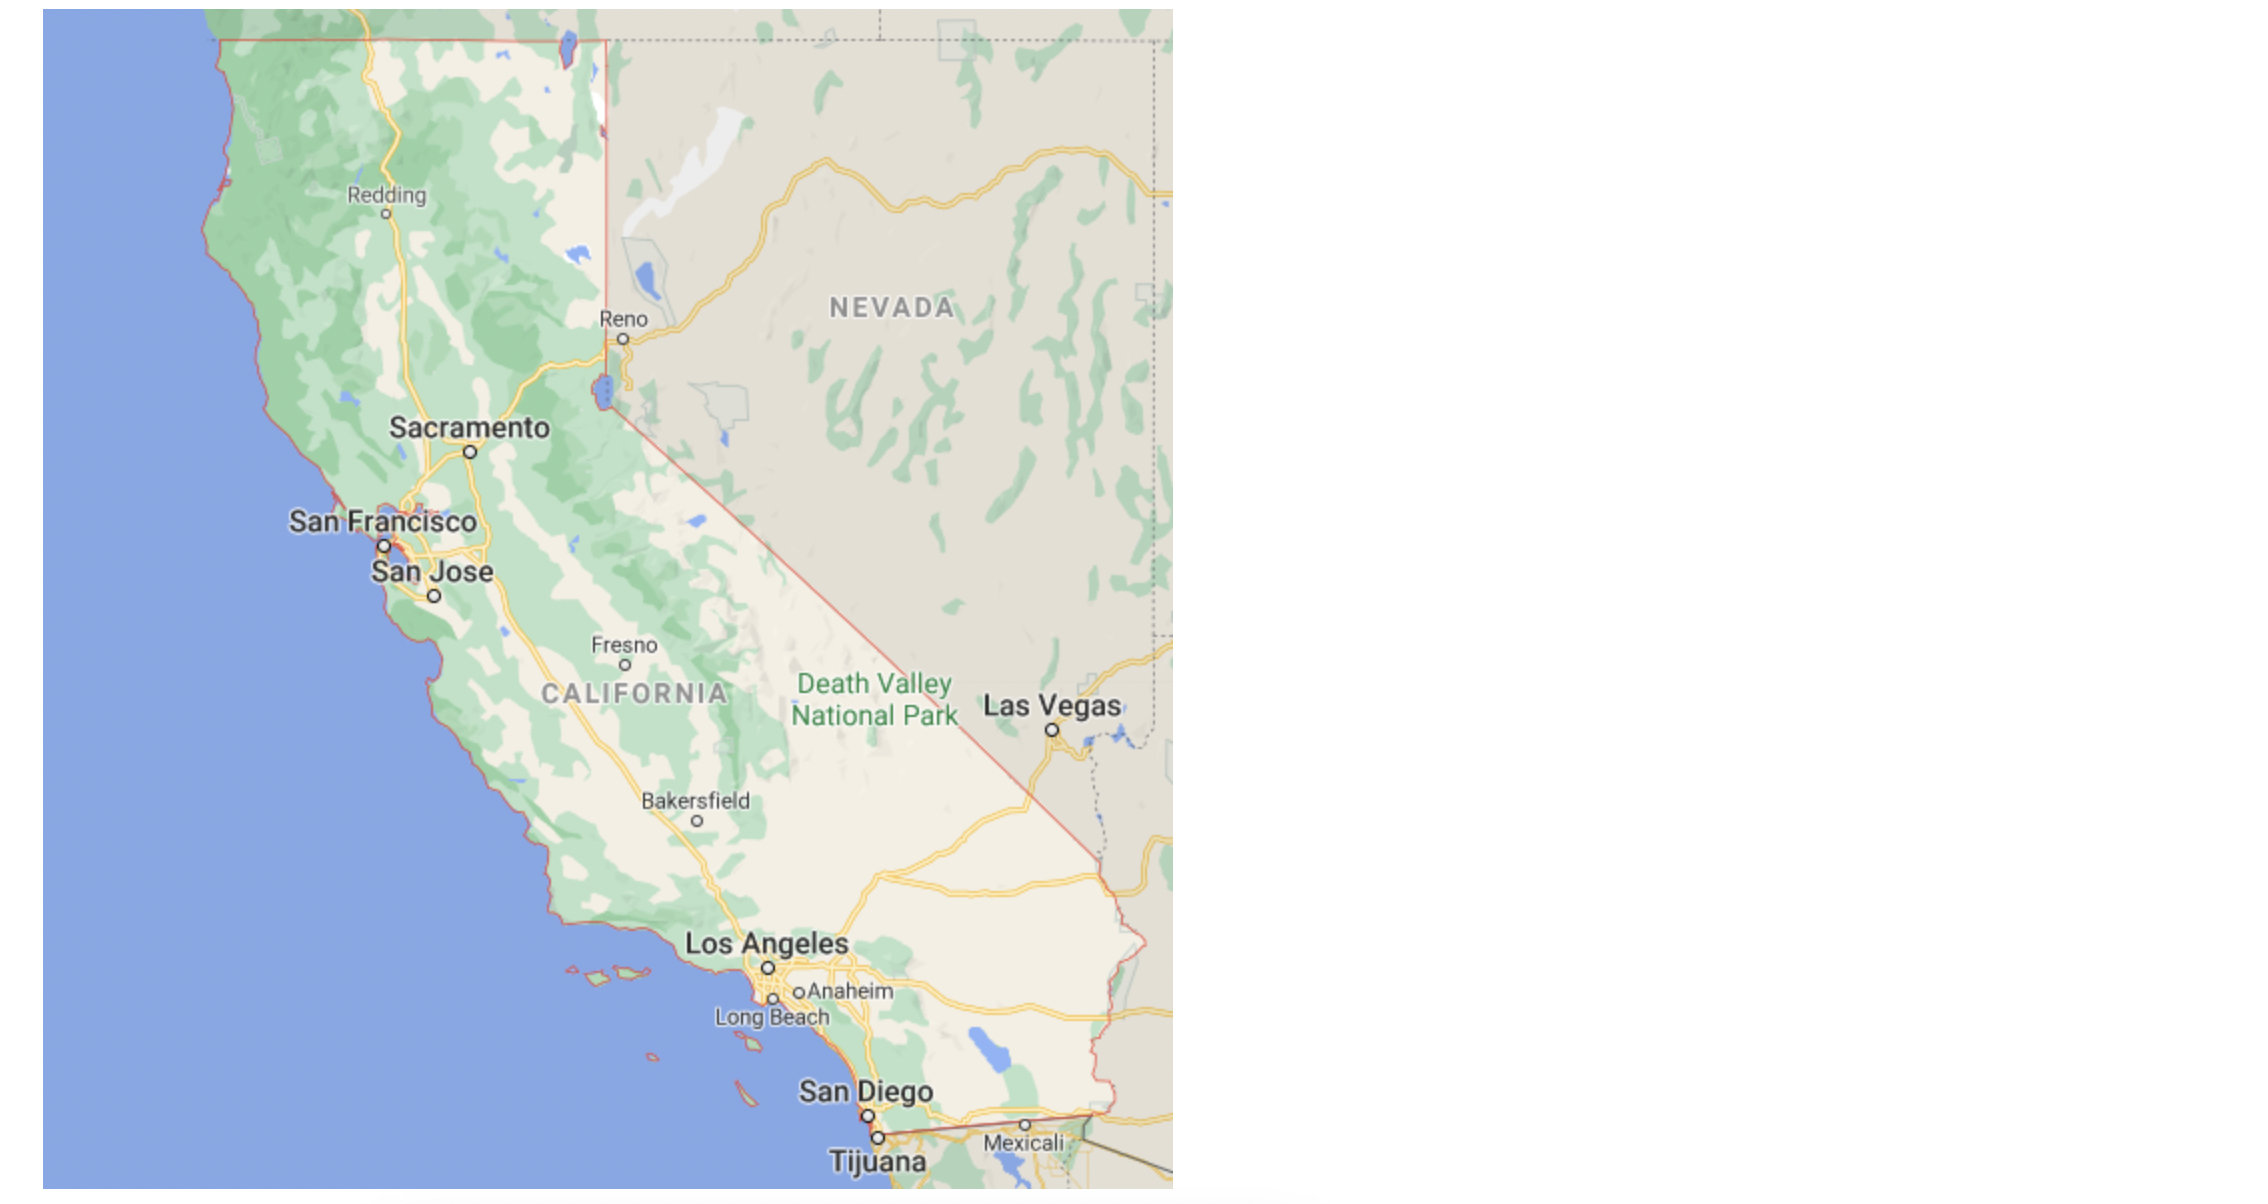 Redding
NEVADA
Reno
Sacramento
San Francisco
San Jose
Fresno
CALIFORNIA
Death Valley
National Park
Las Vegas
Bakersfield
Los Angeles
Anaheim
Long Beach
San Diego
Mexicali
Tijuana